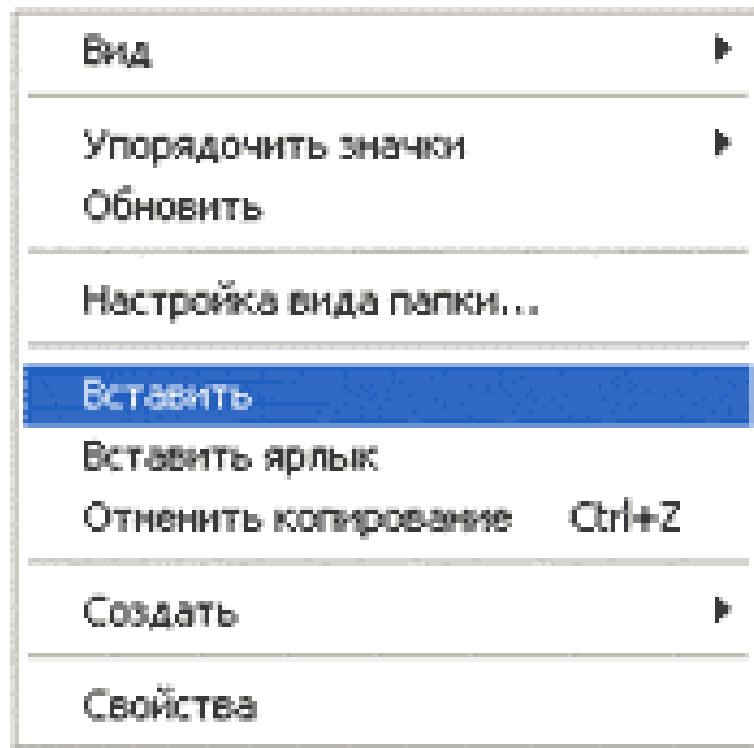 Вид
Упорядочить значки
Обновить
Настройка вида папки...
Вставить
Вставить ярлык
Отменить копирование Ctrl+Z
Создать
Свойства